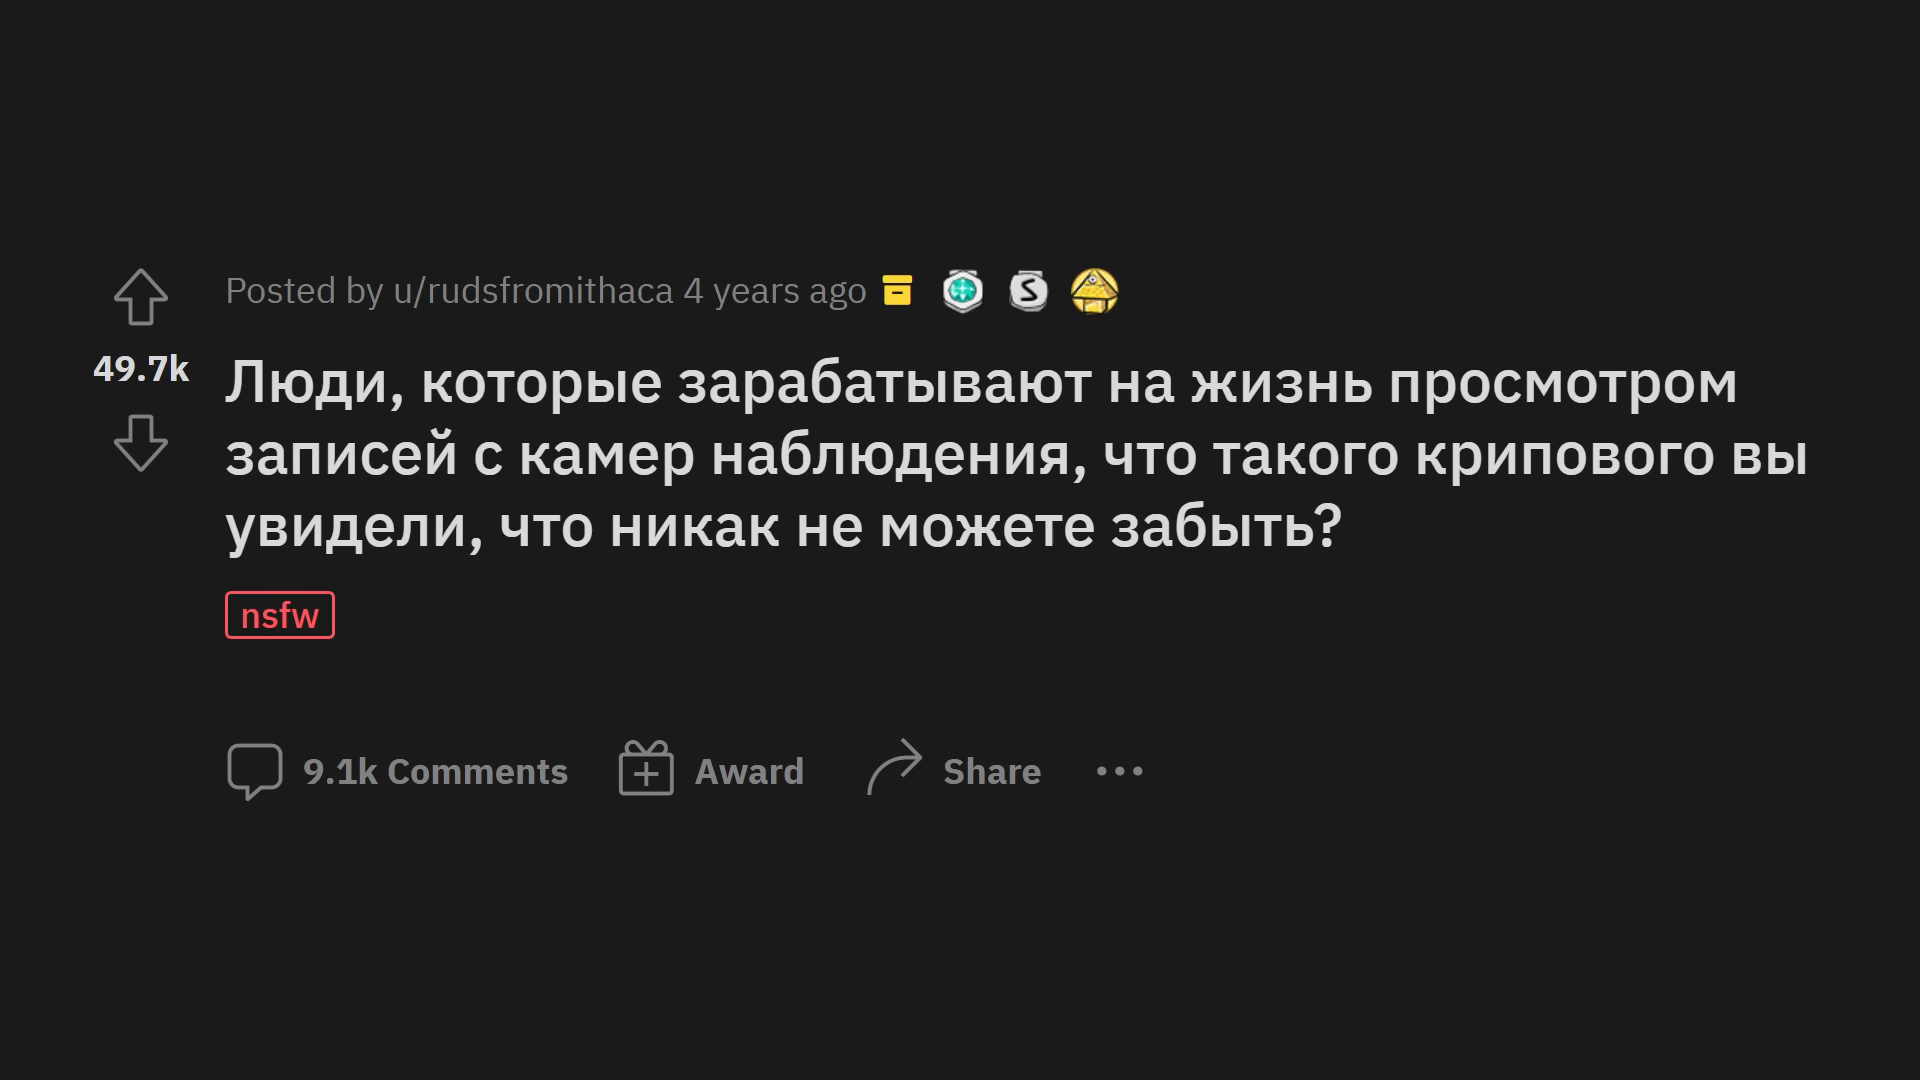 Posted by u/rudsfromithaca 4 years ago
49.7k
Люди, которые зарабатывают на жизнь просмотром
записей с камер наблюдения, что такого крипового вы
увидели, что никак не можете забыть?
nsfw
9.1k Comments Award Share